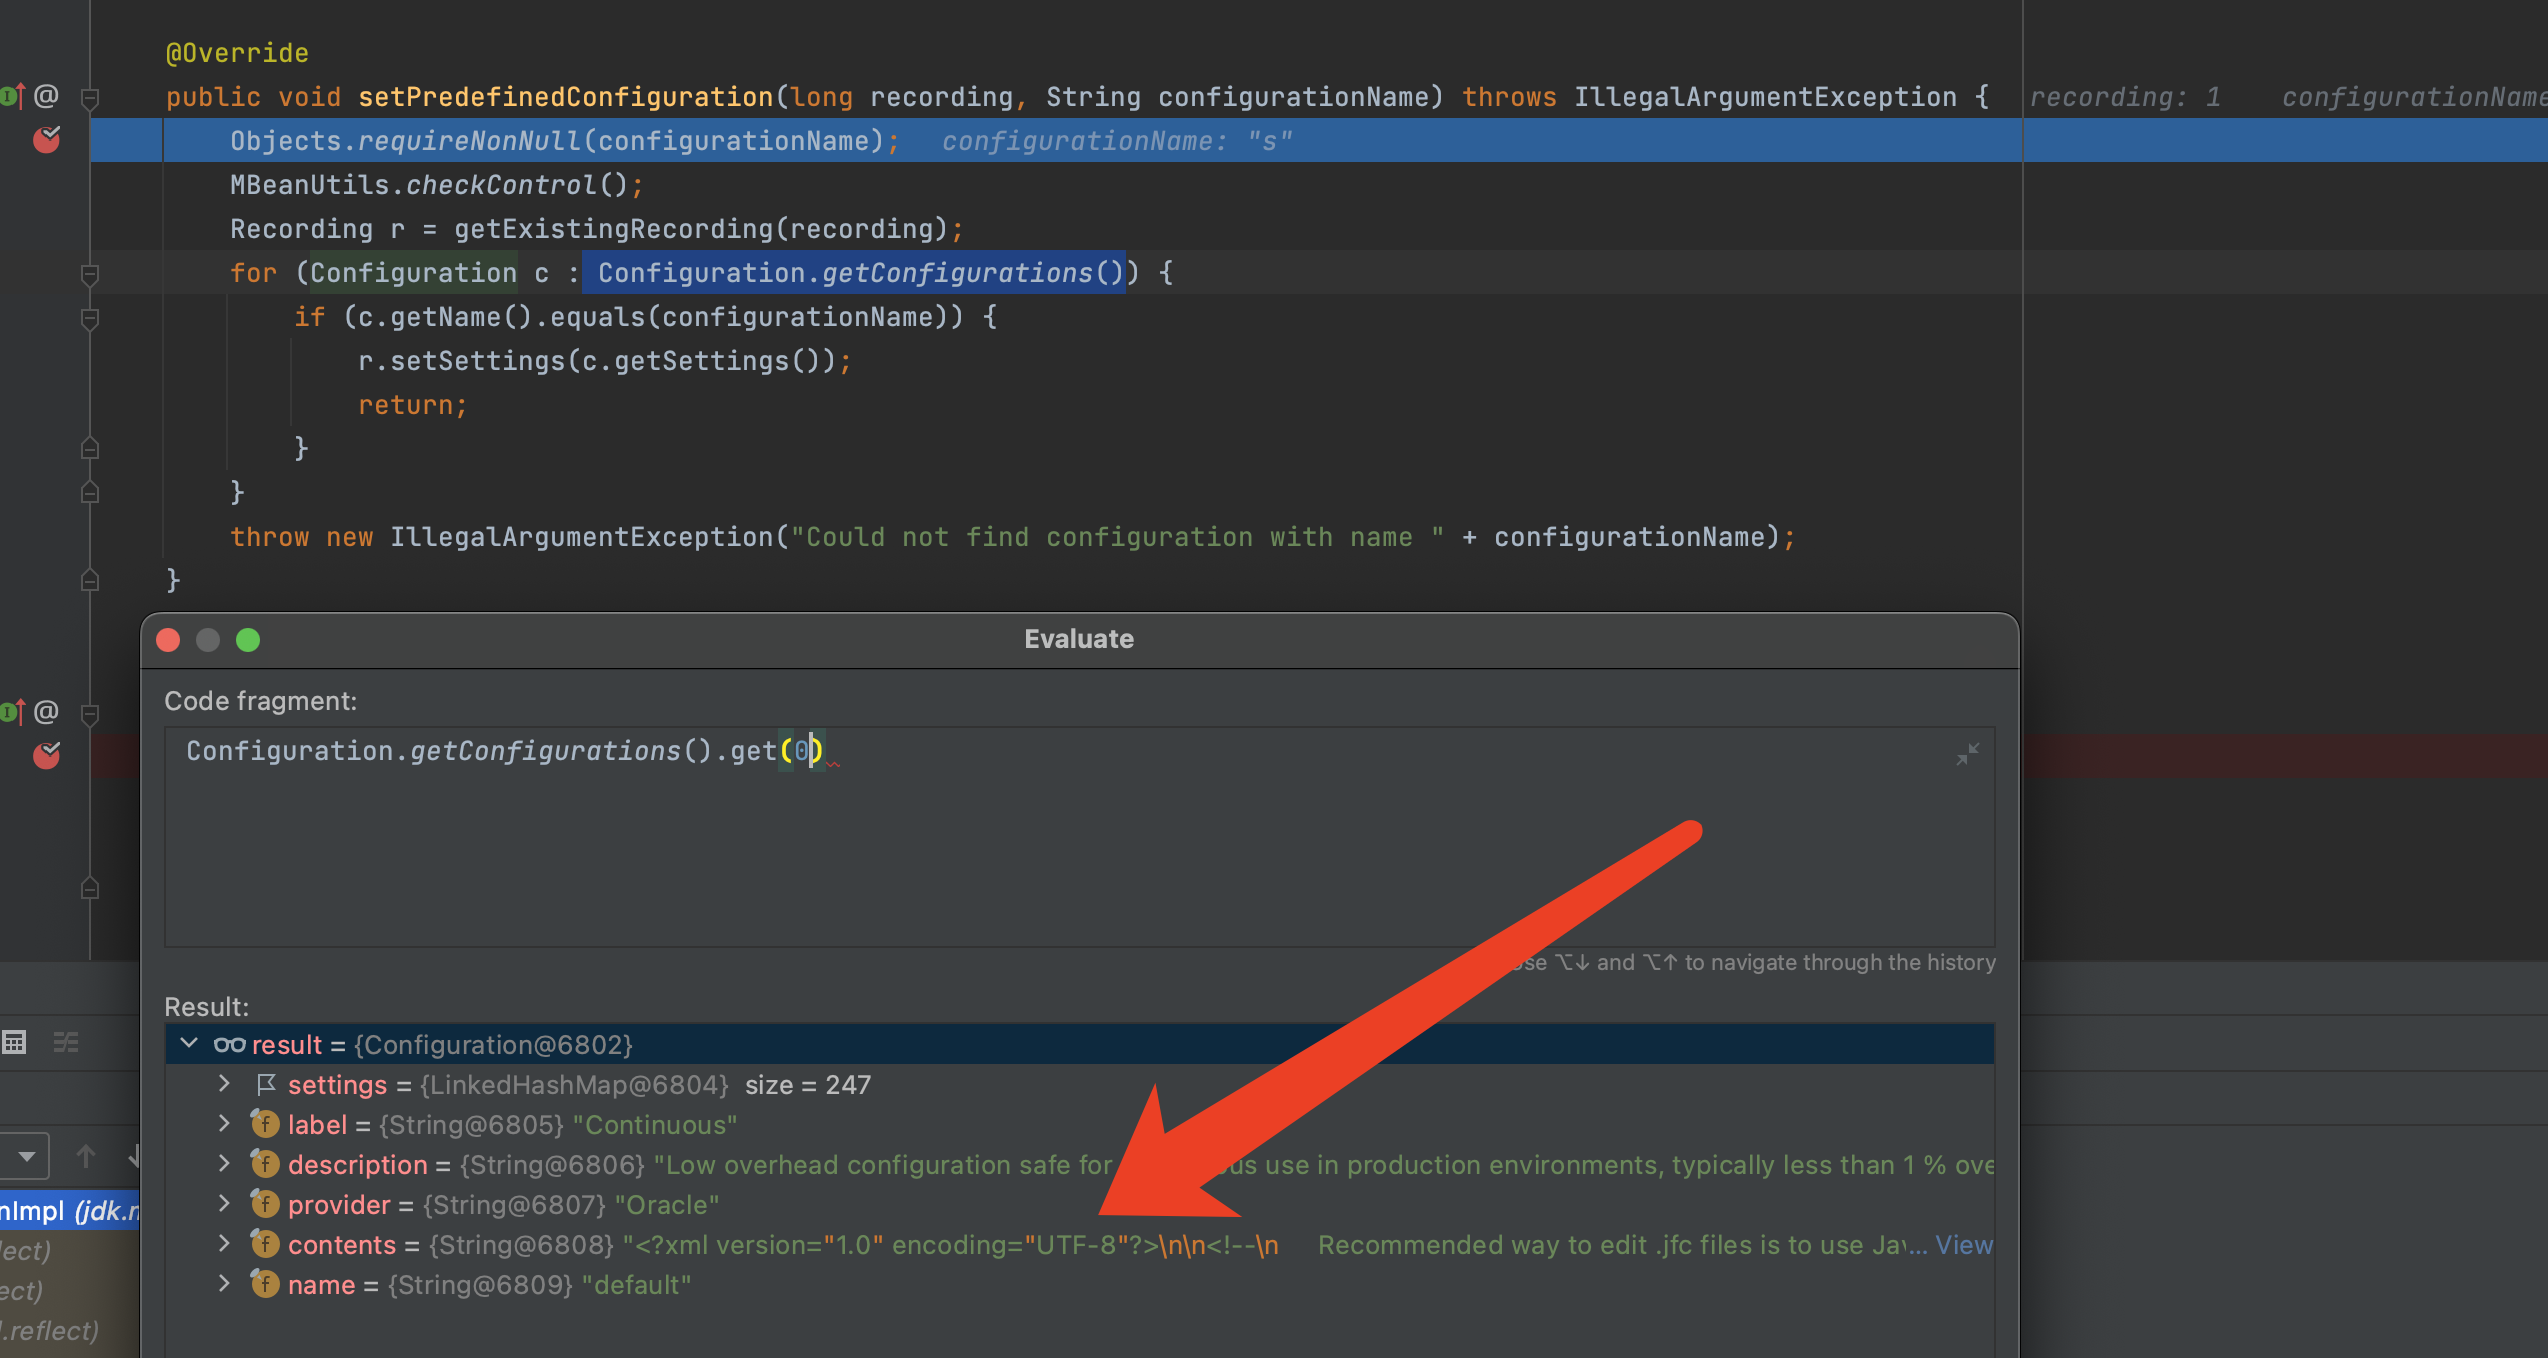 @Override
@ public void setPredefinedConfiguration(long recording, String configurationName) throws IllegalArgumentException { recording: 1 configurationName
Objects.requireNonNull(configurationName); configurationName: "s"
MBeanUtils.checkControl();
Recording r = getExistingRecording(recording);
for (Configuration c : Configuration.getConfigurations()) {
if (c.getName().equals(configurationName)) {
r.setSettings(c.getSettings());
return;
}
}
throw new IllegalArgumentException("Could not find configuration with name " + configurationName);
}
Evaluate
Code fragment:
@
Configuration.getConfigurations().get(0)
Use ⌥↓ and ⌥↑ to navigate through the history
Result:
result = {Configuration@6802}
settings = {LinkedHashMap@6804} size = 247
label = {String@6805} "Continuous"
description = {String@6806} "Low overhead configuration safe for ous use in production environments, typically less than 1 % ove
provider = {String@6807} "Oracle"
contents = {String@6808} "<?xml version="1.0" encoding="UTF-8"?>\n\n<!--\n Recommended way to edit .jfc files is to use Jav... View
name = {String@6809} "default"
nImpl (jdk.m
lect)
ect)
l.reflect)